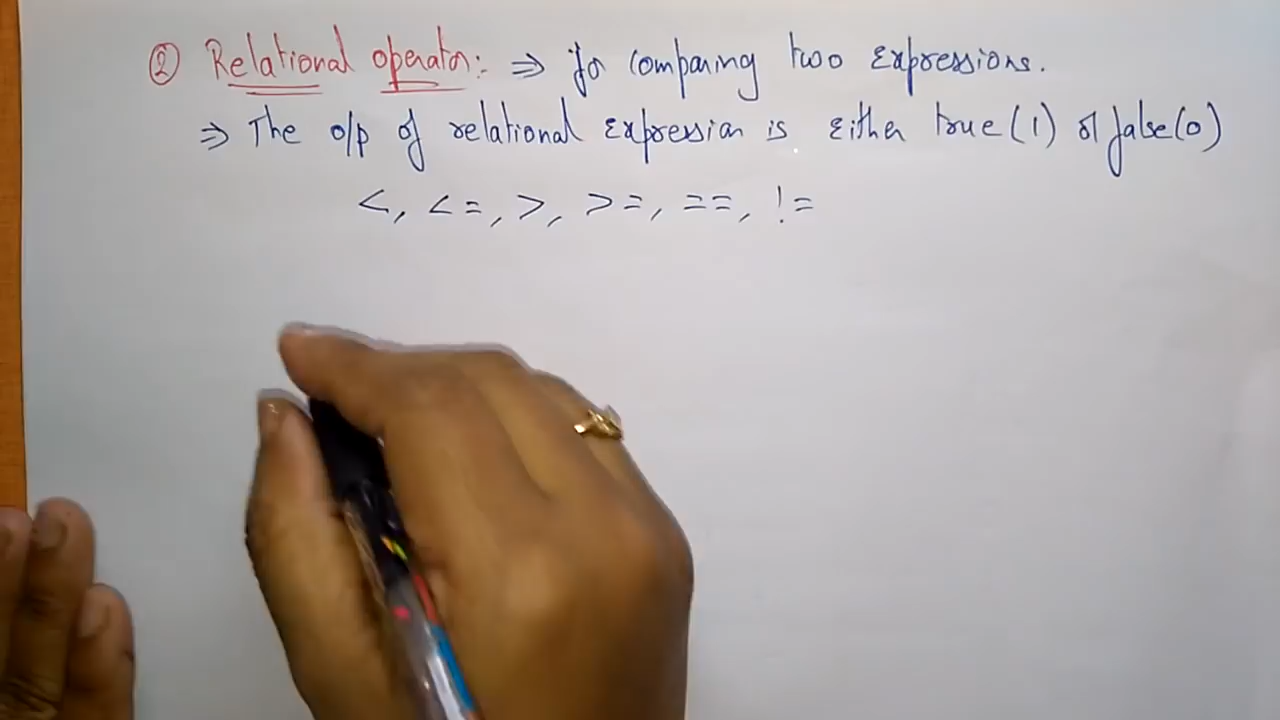 ② Relational operator:- ⇒ for comparing two expressions.
⇒ The o/p of relational expression is either true(1) or false(0)
<, <=, >, >=, ==, !=